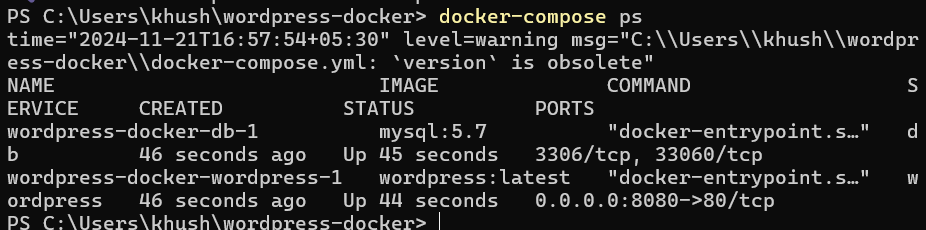 PS C:\Users\khush\wordpress-docker> docker-compose ps
time="2024-11-21T16:57:54+05:30" level=warning msg="C:\\Users\\khush\\wordpr
ess-docker\\docker-compose.yml: `version` is obsolete"
NAME                           IMAGE              COMMAND                  S
ERVICE     CREATED          STATUS          PORTS
wordpress-docker-db-1          mysql:5.7          "docker-entrypoint.s…"   d
b          46 seconds ago   Up 45 seconds   3306/tcp, 33060/tcp
wordpress-docker-wordpress-1   wordpress:latest   "docker-entrypoint.s…"   w
ordpress   46 seconds ago   Up 44 seconds   0.0.0.0:8080->80/tcp
PS C:\Users\khush\wordpress-docker>